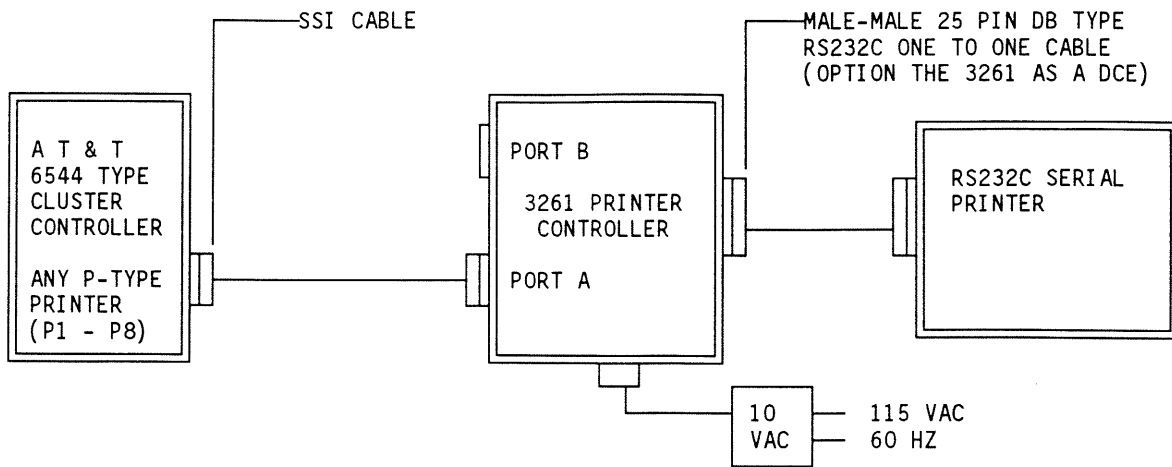 SSI CABLE
MALE-MALE 25 PIN DB TYPE
RS232C ONE TO ONE CABLE
(OPTION THE 3261 AS A DCE)
A T & T
6544 TYPE
CLUSTER
CONTROLLER
ANY P-TYPE
PRINTER
(P1 - P8)
PORT B
3261 PRINTER
CONTROLLER
PORT A
RS232C SERIAL
PRINTER
10
VAC
115 VAC
60 HZ